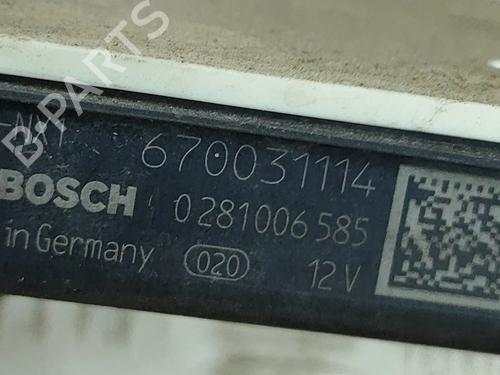 B-PARTS
670031114
BOSCH 0 281 006 585
in Germany 020 12 V